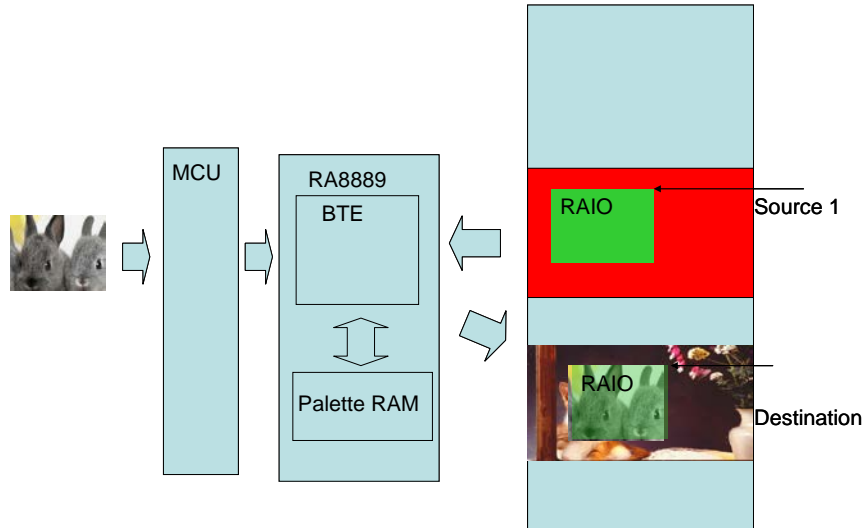 MCU
RA8889
BTE
Palette RAM
RAIO
Source 1
RAIO
Destination